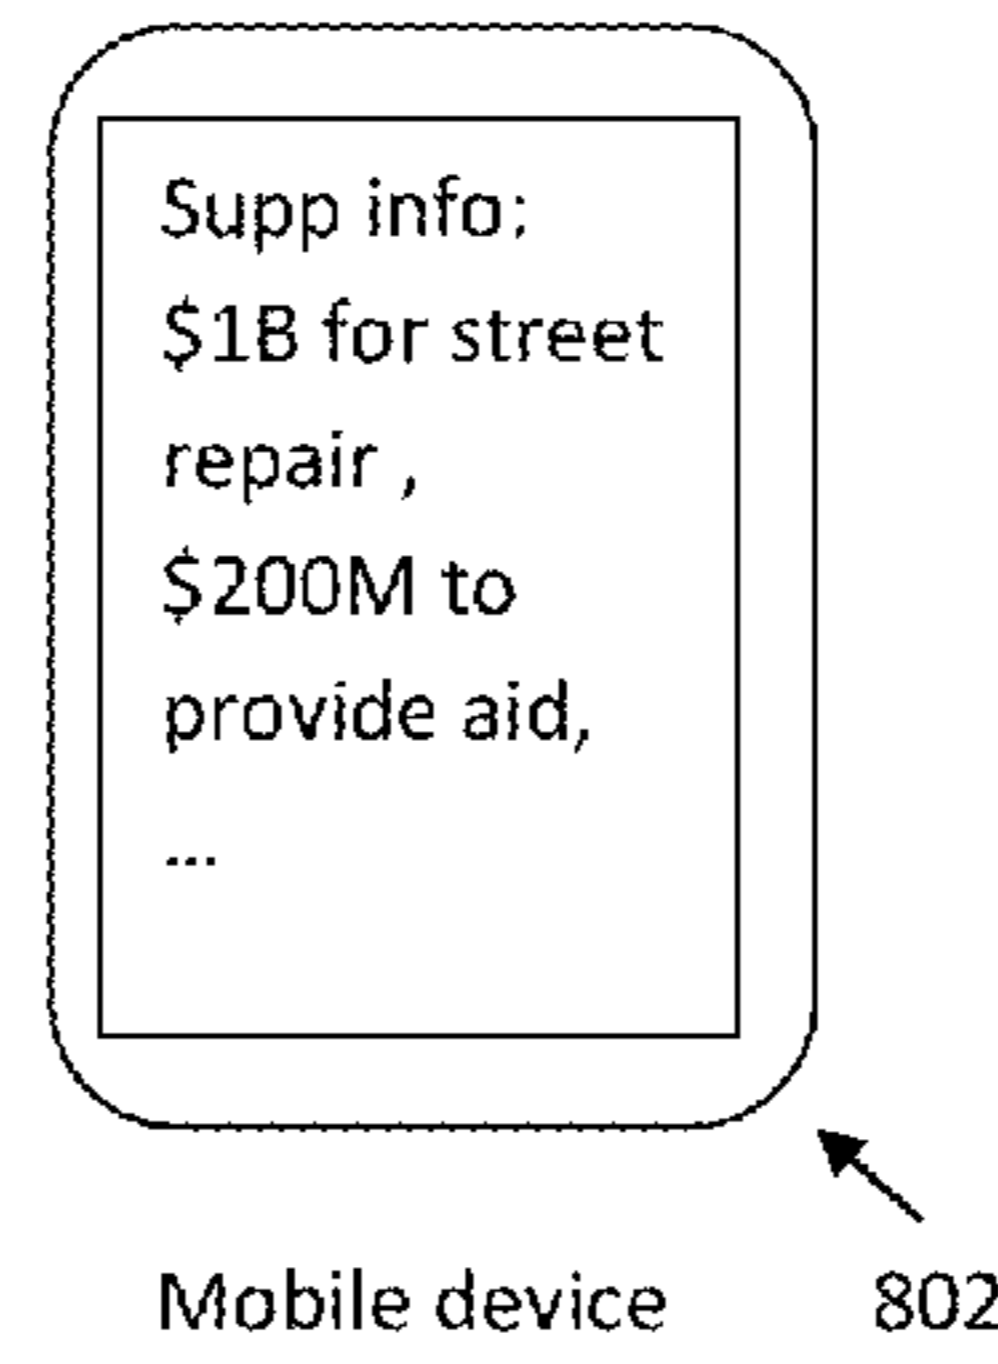 Supp info:
$1B for street
repair ,
$200M to
provide aid,
...
Mobile device
802